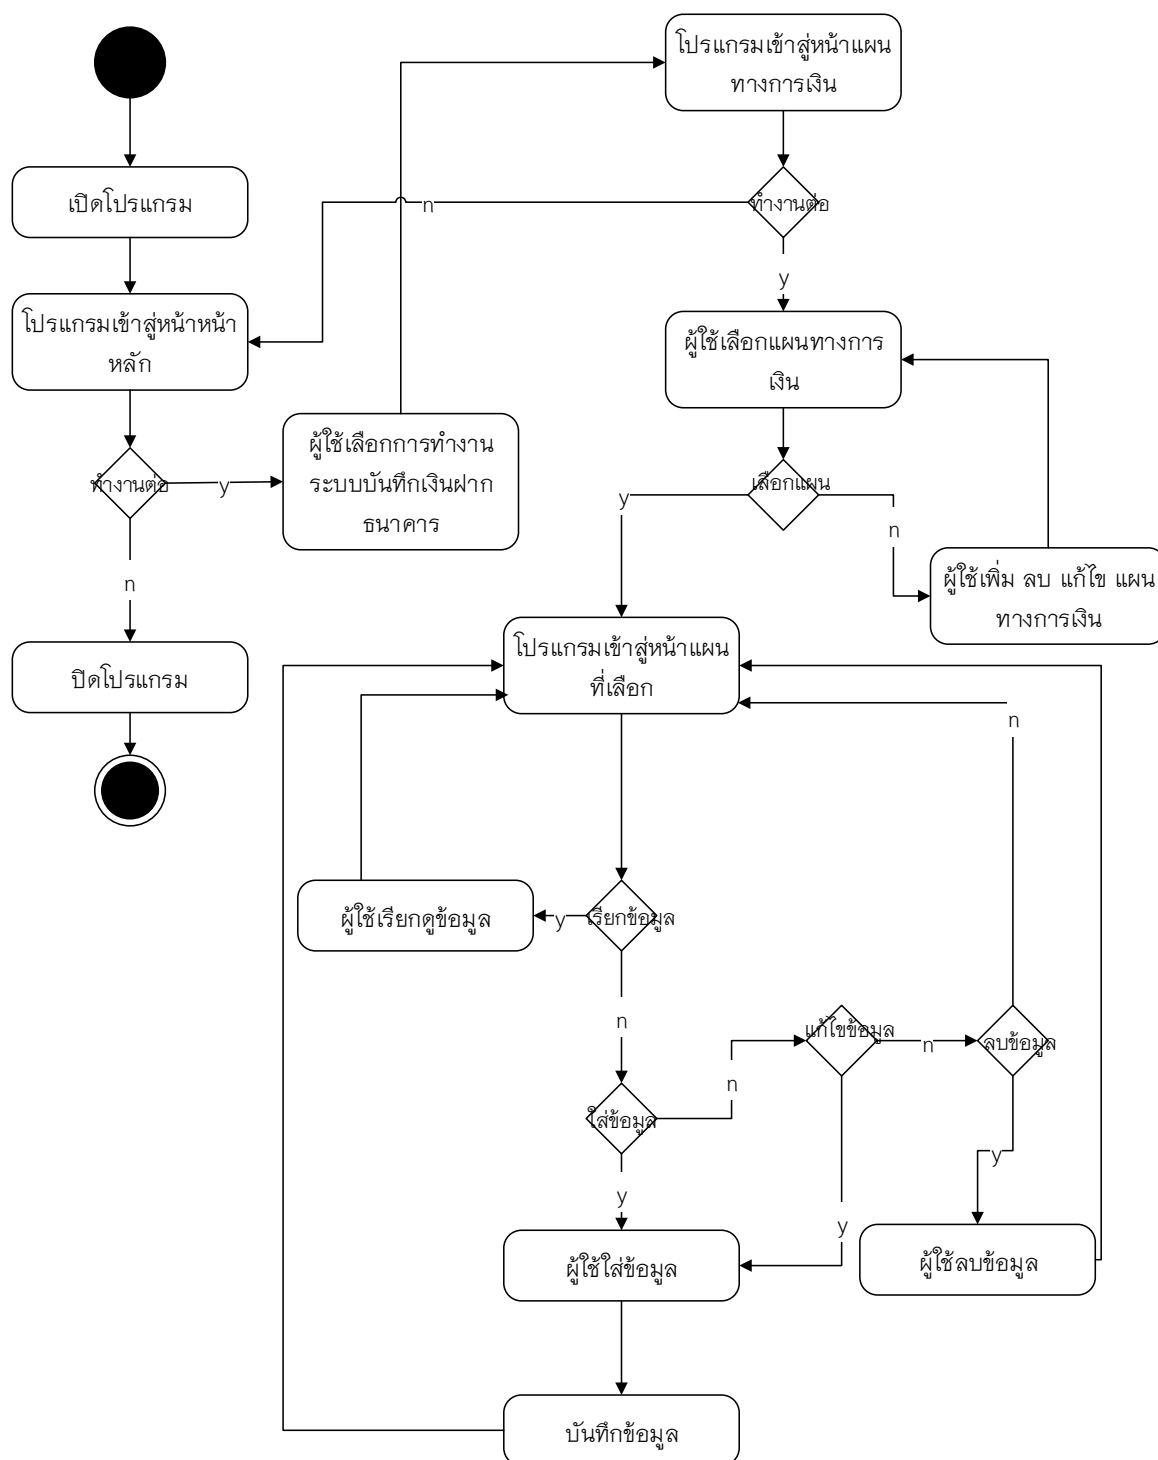 โปรแกรมเข้าสู่หน้าแผน
ทางการเงิน
เปิดโปรแกรม
n
ทำงานต่อ
y
โปรแกรมเข้าสู่หน้าหน้า
หลัก
ผู้ใช้เลือกแผนทางการ
เงิน
ผู้ใช้เลือกการทำงาน
ระบบบันทึกเงินฝาก
ธนาคาร
ทำงานต่อ
y
เลือกแผน
y
n
n
ผู้ใช้เพิ่ม ลบ แก้ไข แผน
ทางการเงิน
ปิดโปรแกรม
โปรแกรมเข้าสู่หน้าแผน
ที่เลือก
n
ผู้ใช้เรียกดูข้อมูล
y
เรียกข้อมูล
n
แก้ไขข้อมูล
n
ลบข้อมูล
n
ใส่ข้อมูล
y
y
y
ผู้ใช้ใส่ข้อมูล
ผู้ใช้ลบข้อมูล
บันทึกข้อมูล